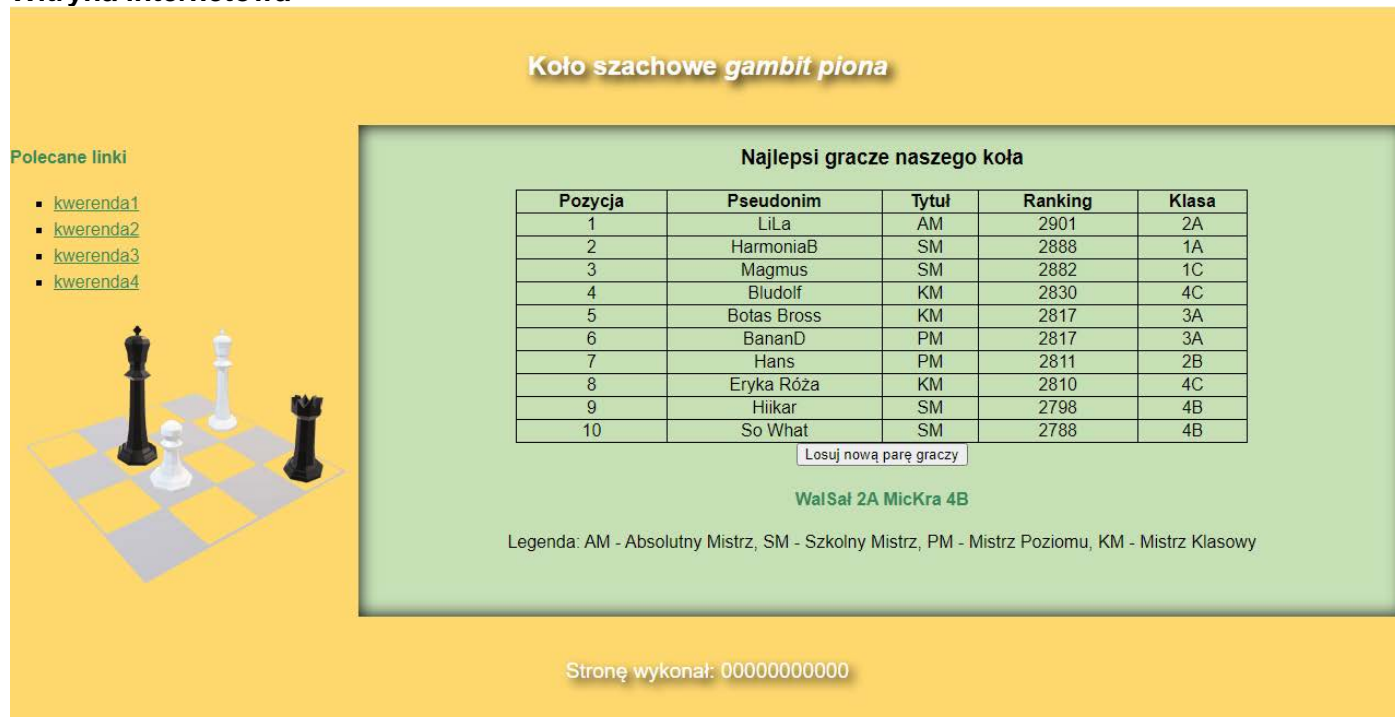 Witryna internetowa
Koło szachowe gambit piona
Polecane linki
kwerenda1
kwerenda2
kwerenda3
kwerenda4
Najlepsi gracze naszego koła
Pozycja Pseudonim Tytuł Ranking Klasa
1 LiLa AM 2901 2A
2 HarmoniaB SM 2888 1A
3 Magmus SM 2882 1C
4 Bludolf KM 2830 4C
5 Botas Bross KM 2817 3A
6 BananD PM 2817 3A
7 Hans PM 2811 2B
8 Eryka Róża KM 2810 4C
9 Hiikar SM 2798 4B
10 So What SM 2788 4B
Losuj nową parę graczy
WalSał 2A MicKra 4B
Legenda: AM - Absolutny Mistrz, SM - Szkolny Mistrz, PM - Mistrz Poziomu, KM - Mistrz Klasowy
Stronę wykonał: 00000000000